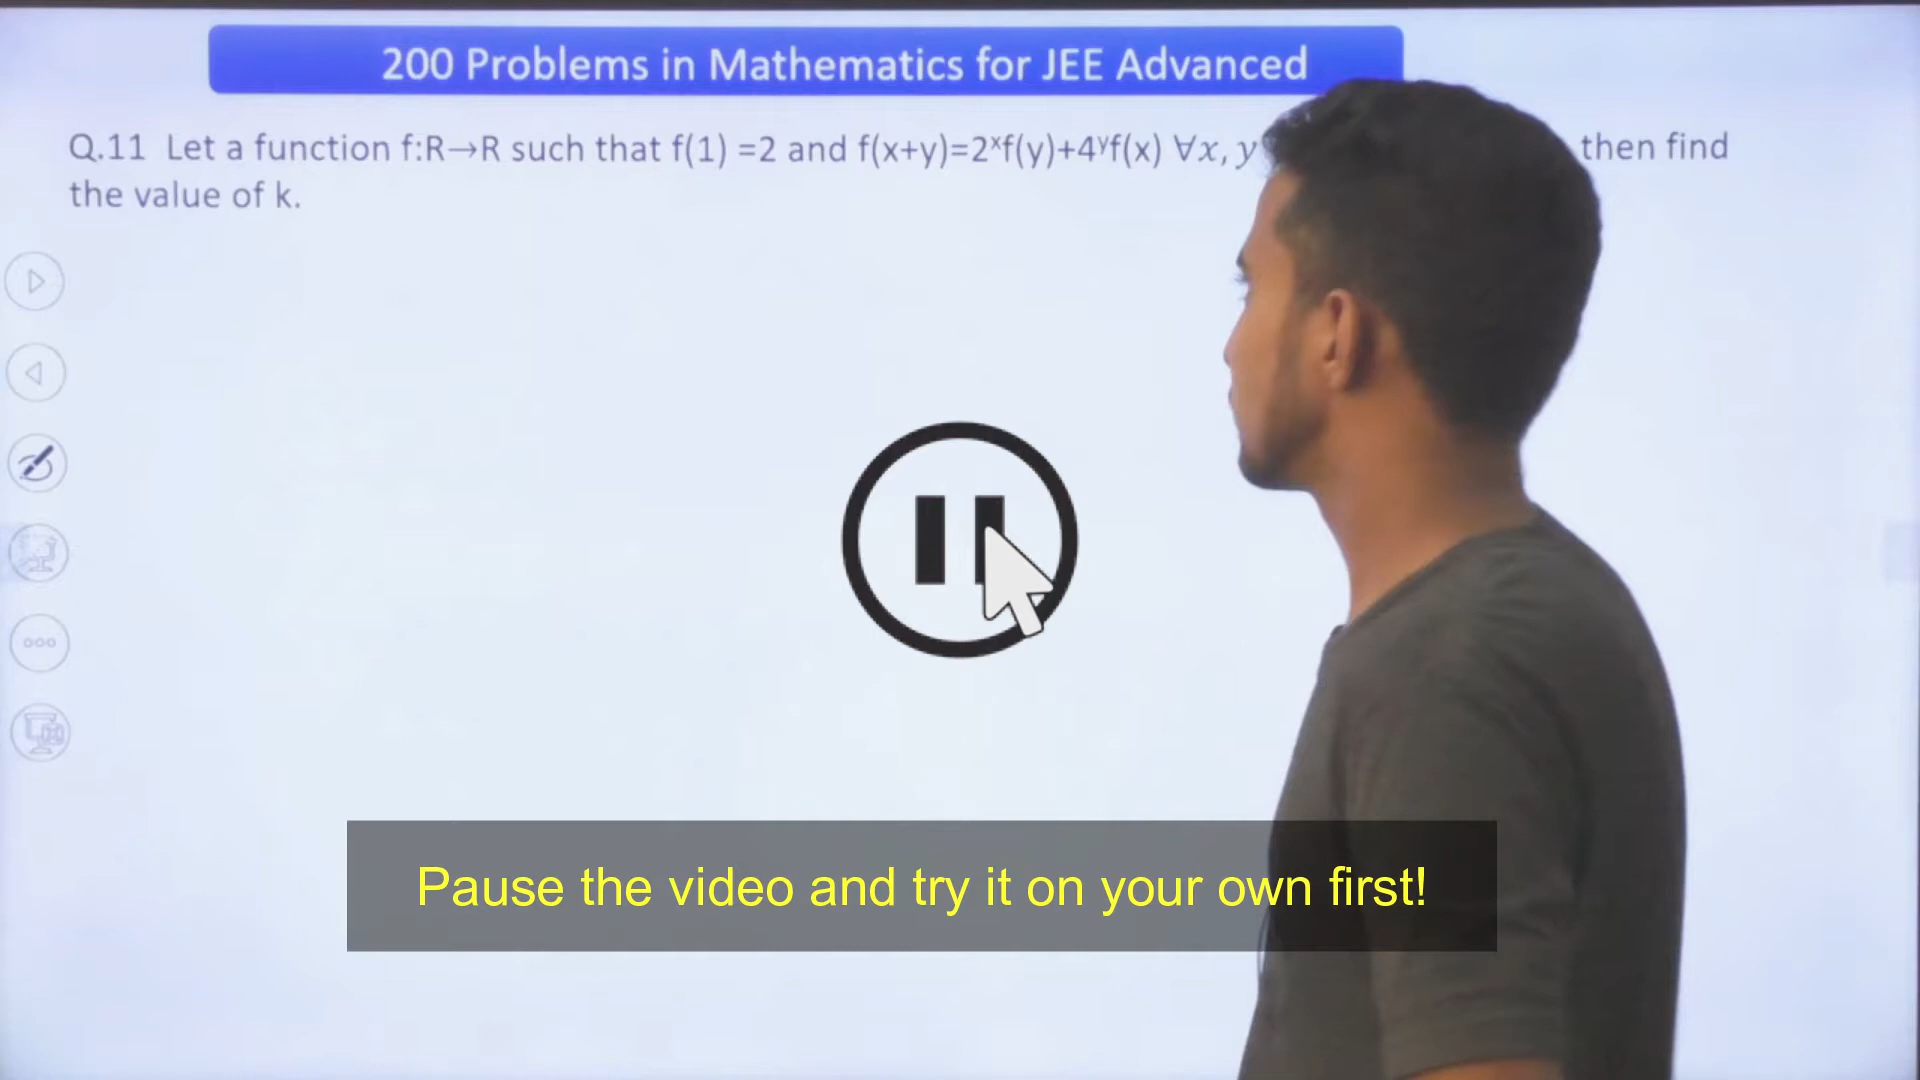 200 Problems in Mathematics for JEE Advanced
Q.11 Let a function f:R→R such that f(1) =2 and f(x+y)=2ˣf(y)+4ʸf(x) ∀x, y then find
the value of k.
Pause the video and try it on your own first!